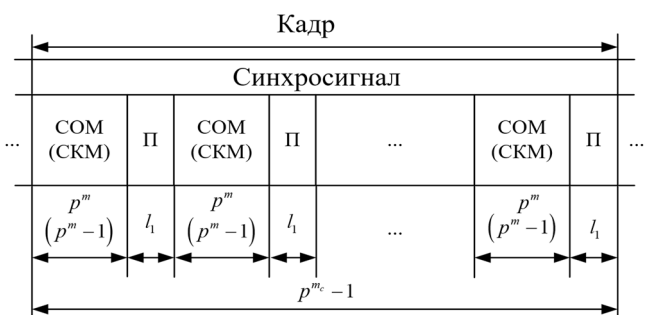 Кадр
Синхросигнал
... СОМ (СКМ) П СОМ (СКМ) П ... СОМ (СКМ) П ...
p^m (p^m − 1) l₁ p^m (p^m − 1) l₁ ... p^m (p^m − 1) l₁
p^{m_c} − 1